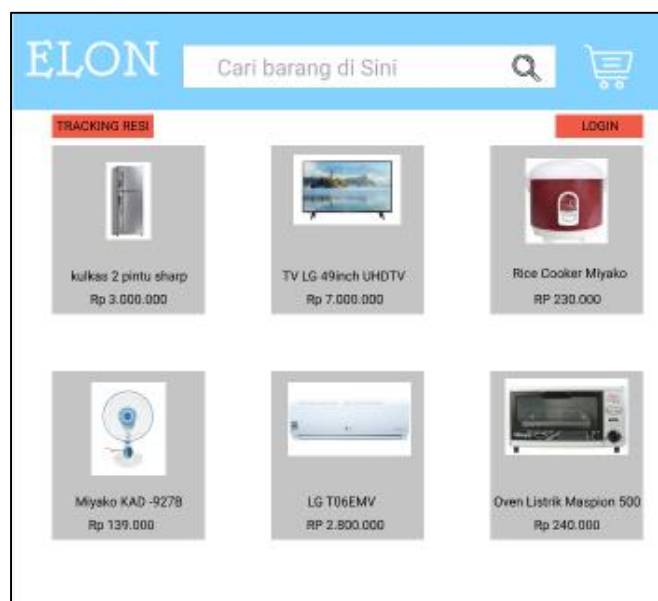 ELON
Cari barang di Sini
TRACKING RESI
LOGIN
kulkas 2 pintu sharp
Rp 3.000.000
TV LG 49inch UHDTV
Rp 7.000.000
Rice Cooker Miyako
RP 230.000
Miyako KAD -927B
Rp 139.000
LG T06EMV
RP 2.800.000
Oven Listrik Maspion 500
Rp 240.000